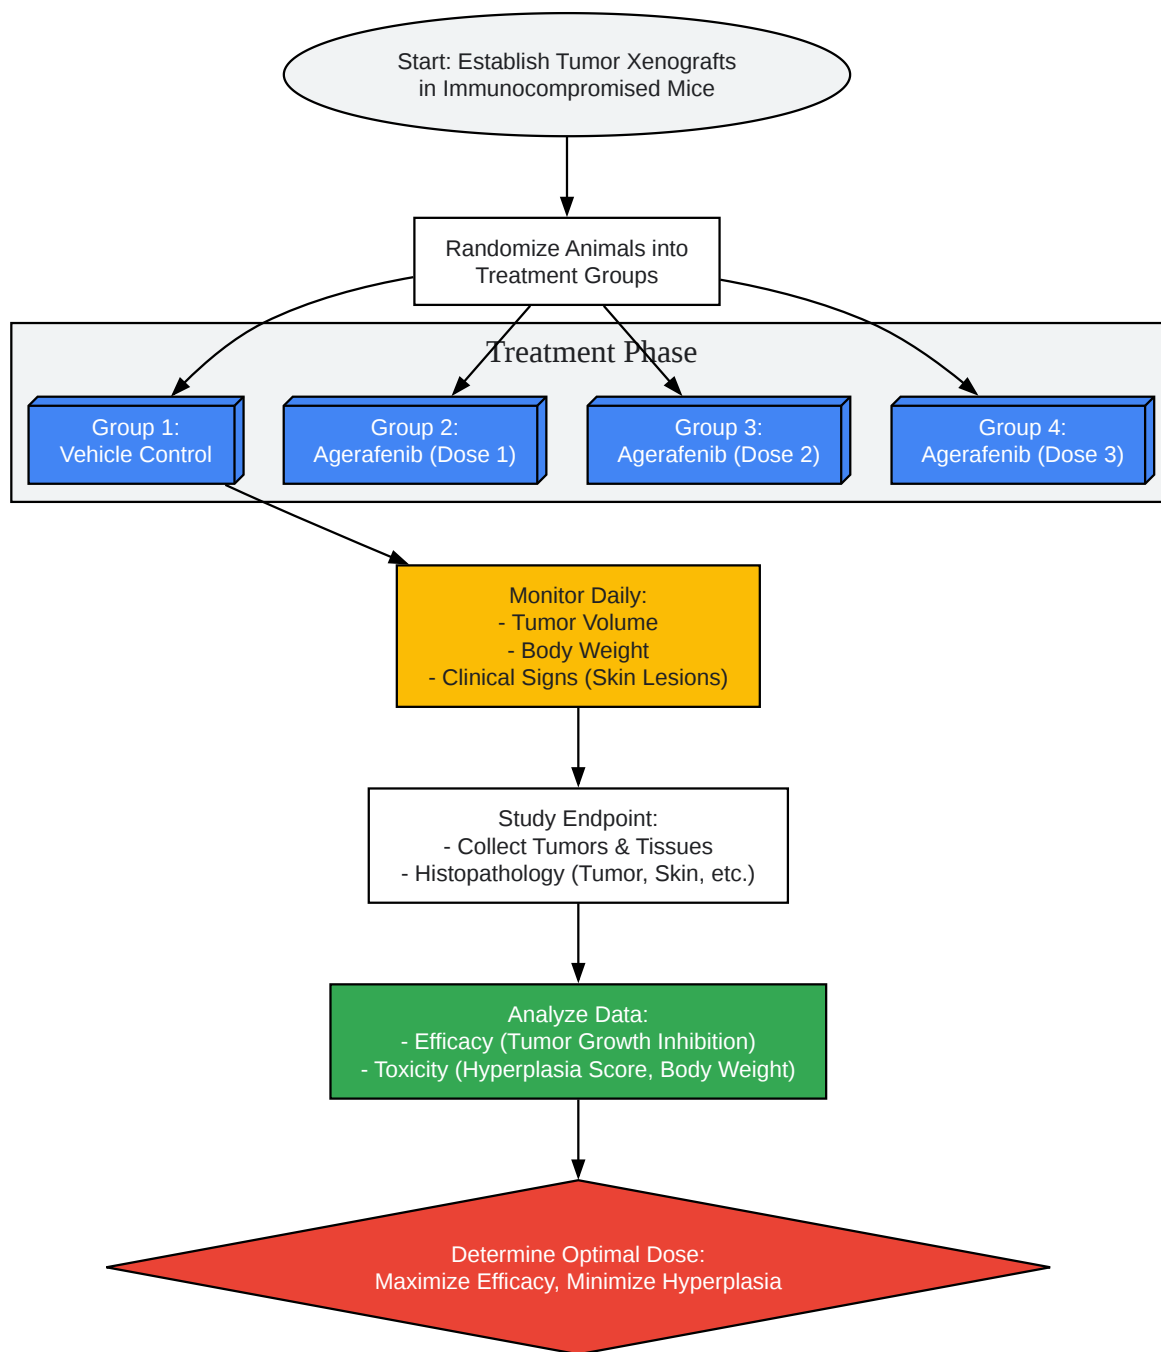 Start: Establish Tumor Xenografts
in Immunocompromised Mice
Randomize Animals into
Treatment Groups
Treatment Phase
Group 1:
Vehicle Control
Group 2:
Agerafenib (Dose 1)
Group 3:
Agerafenib (Dose 2)
Group 4:
Agerafenib (Dose 3)
Monitor Daily:
- Tumor Volume
- Body Weight
- Clinical Signs (Skin Lesions)
Study Endpoint:
- Collect Tumors & Tissues
- Histopathology (Tumor, Skin, etc.)
Analyze Data:
- Efficacy (Tumor Growth Inhibition)
- Toxicity (Hyperplasia Score, Body Weight)
Determine Optimal Dose:
Maximize Efficacy, Minimize Hyperplasia